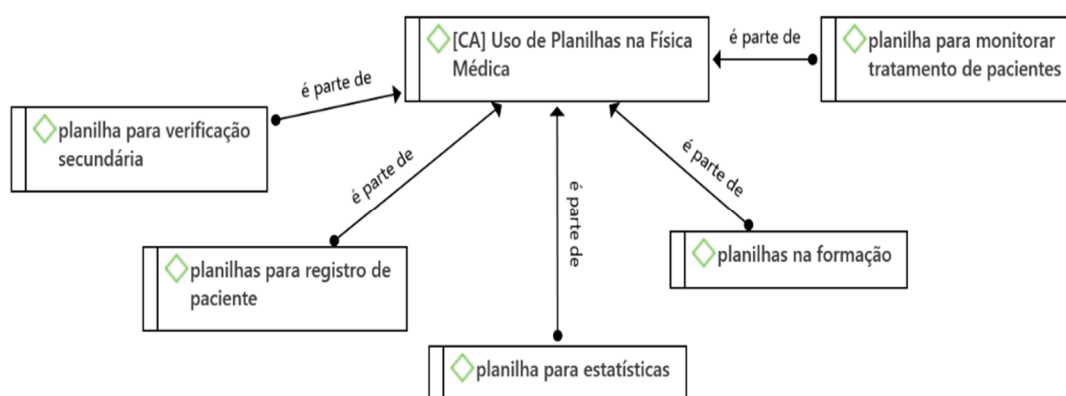 [CA] Uso de Planilhas na Física
Médica
é parte de
planilha para monitorar
tratamento de pacientes
é parte de
planilha para verificação
secundária
é parte de
é parte de
é parte de
planilhas para registro de
paciente
planilhas na formação
planilha para estatísticas